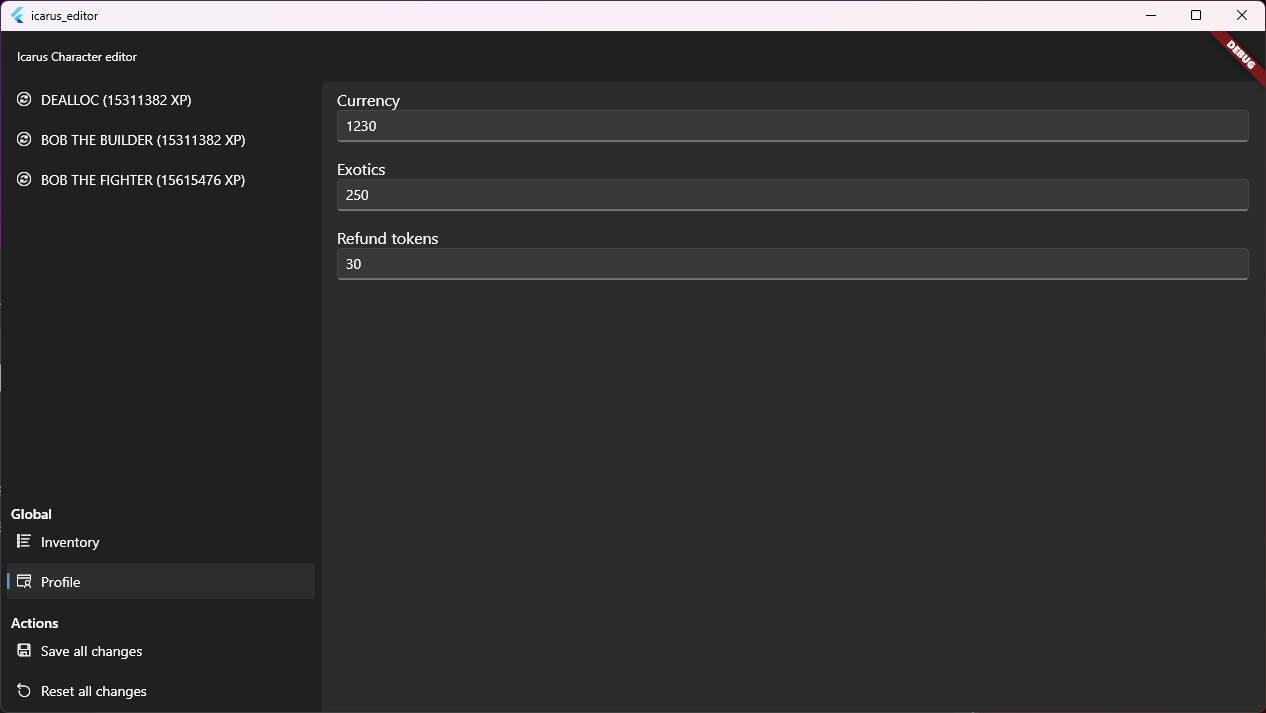 icarus_editor
Icarus Character editor
DEBUG
DEALLOC (15311382 XP)
BOB THE BUILDER (15311382 XP)
BOB THE FIGHTER (15615476 XP)
Global
Inventory
Profile
Actions
Save all changes
Reset all changes
Currency
1230
Exotics
250
Refund tokens
30